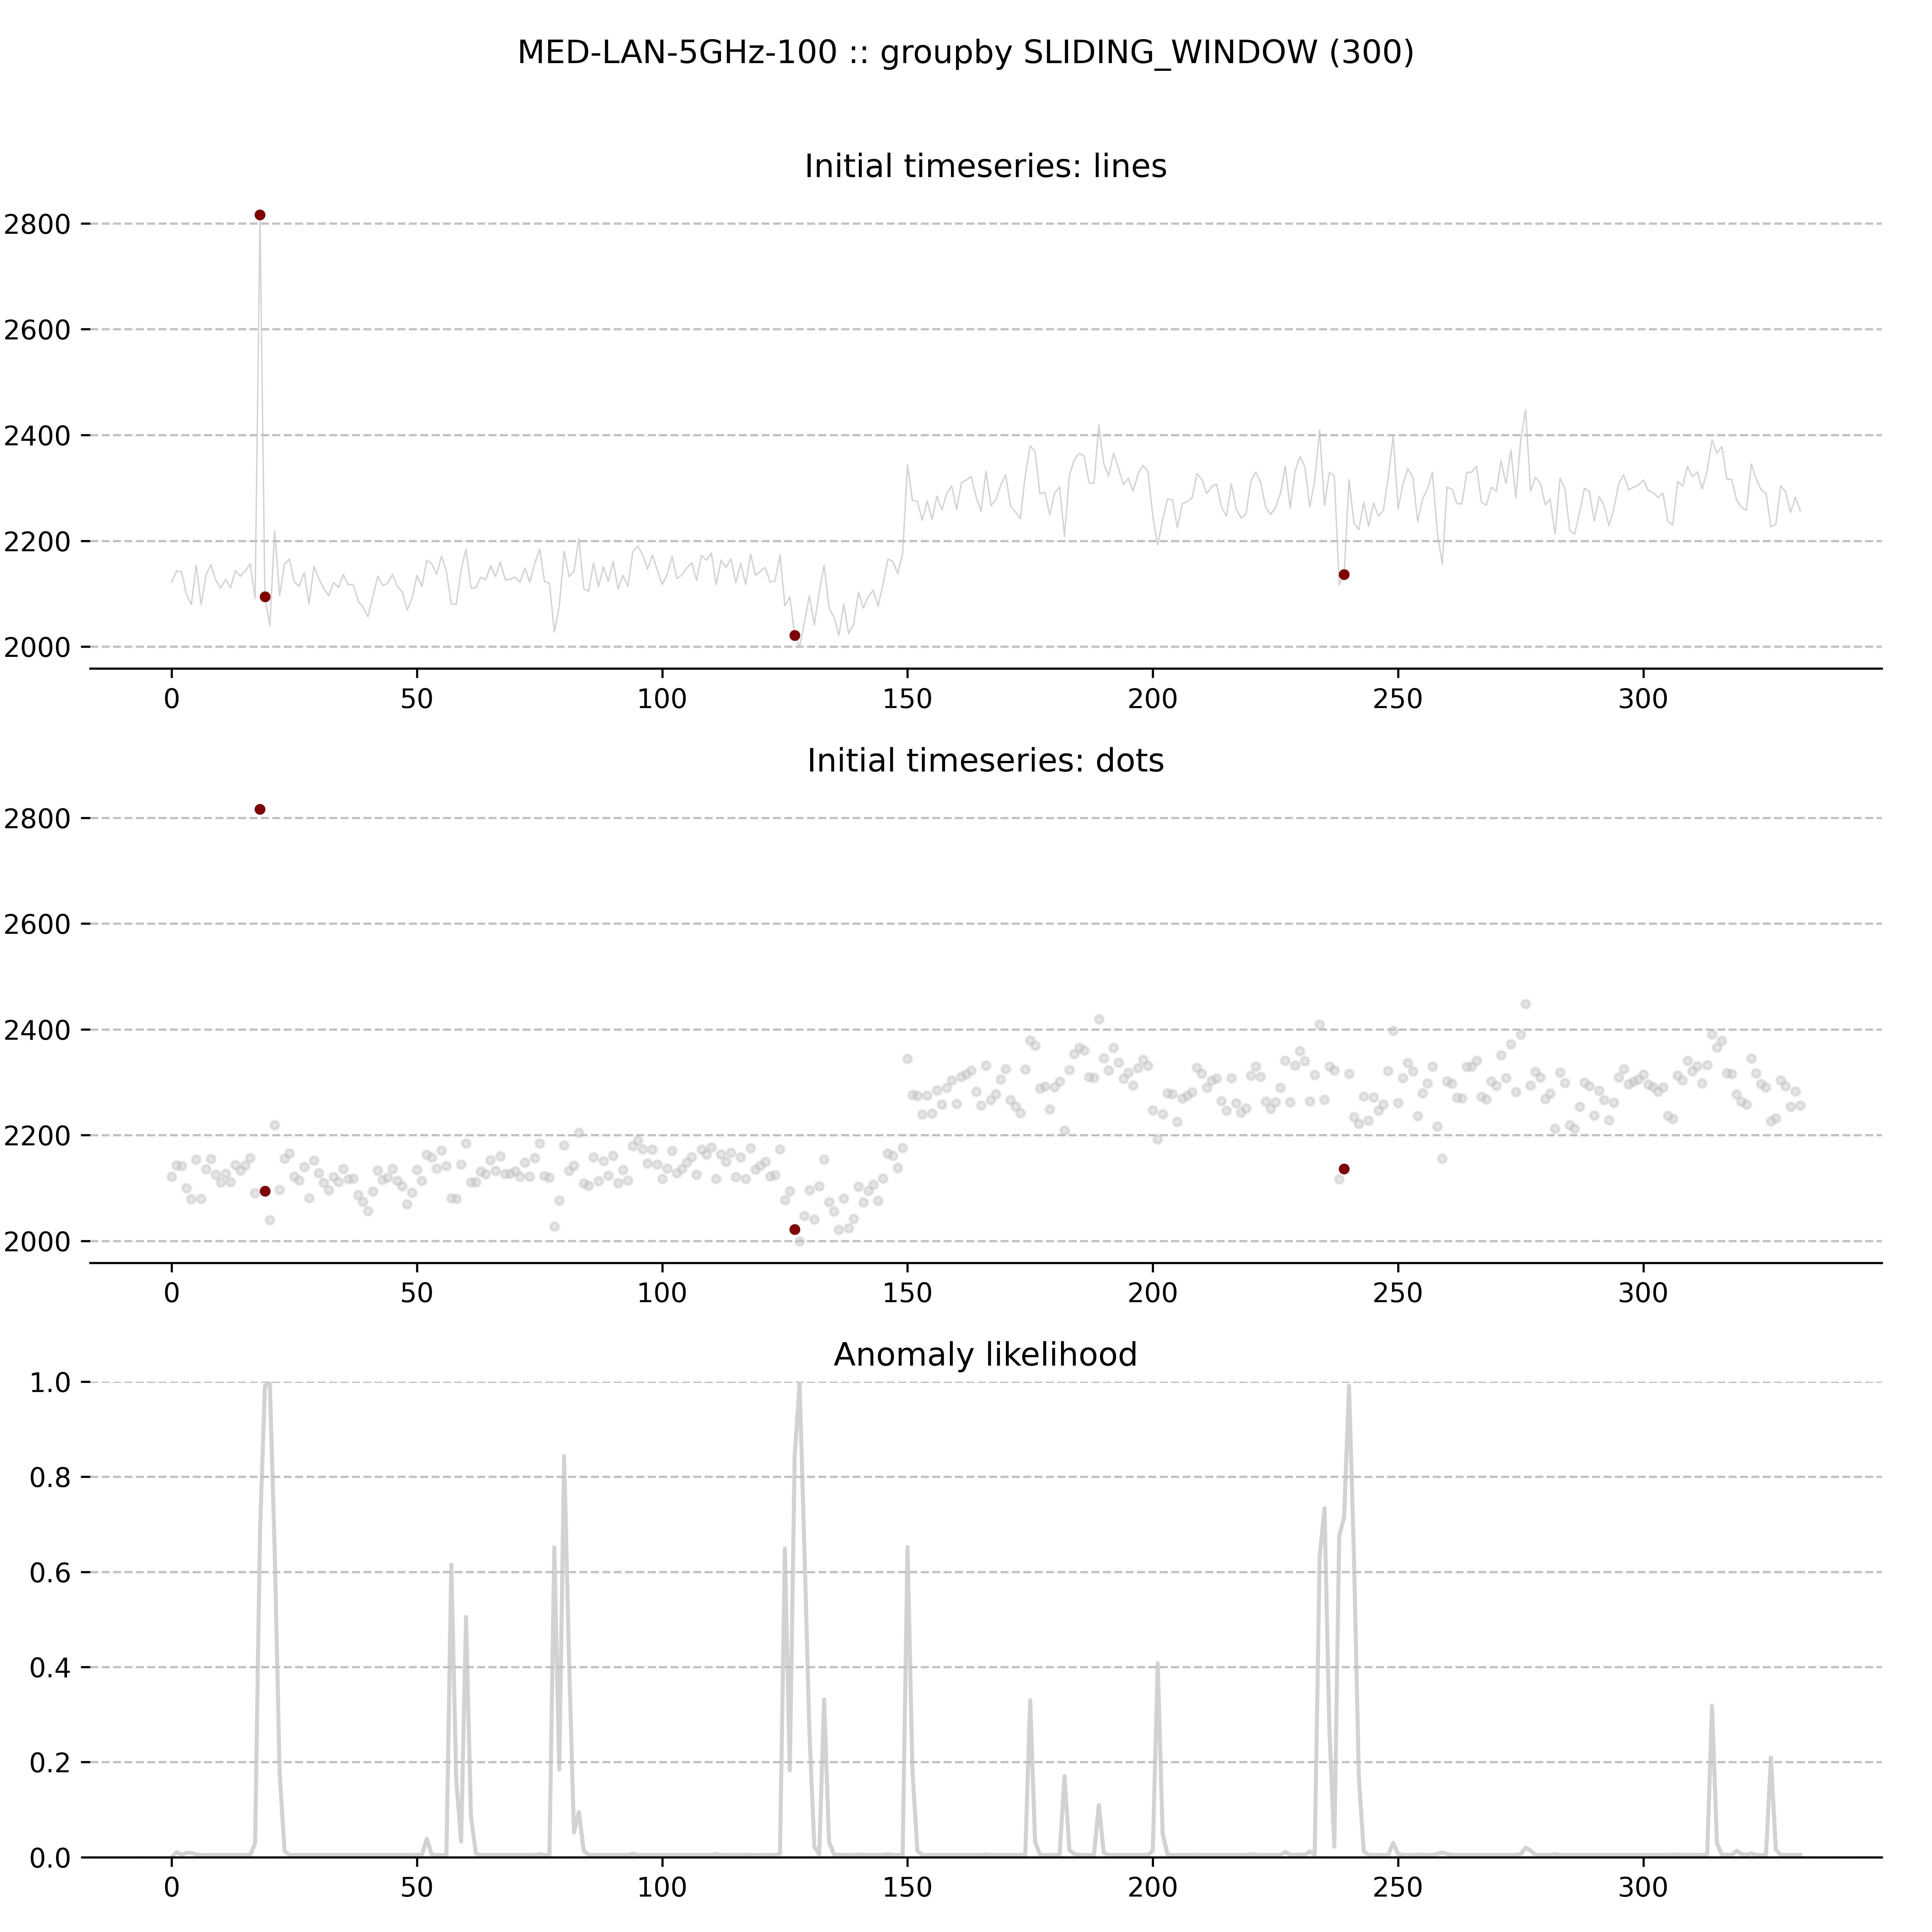 MED-LAN-5GHz-100 :: groupby SLIDING_WINDOW (300)
Initial timeseries: lines
2800
2600
2400
2200
2000
0 50 100 150 200 250 300
Initial timeseries: dots
2800
2600
2400
2200
2000
0 50 100 150 200 250 300
Anomaly likelihood
1.0
0.8
0.6
0.4
0.2
0.0
0 50 100 150 200 250 300